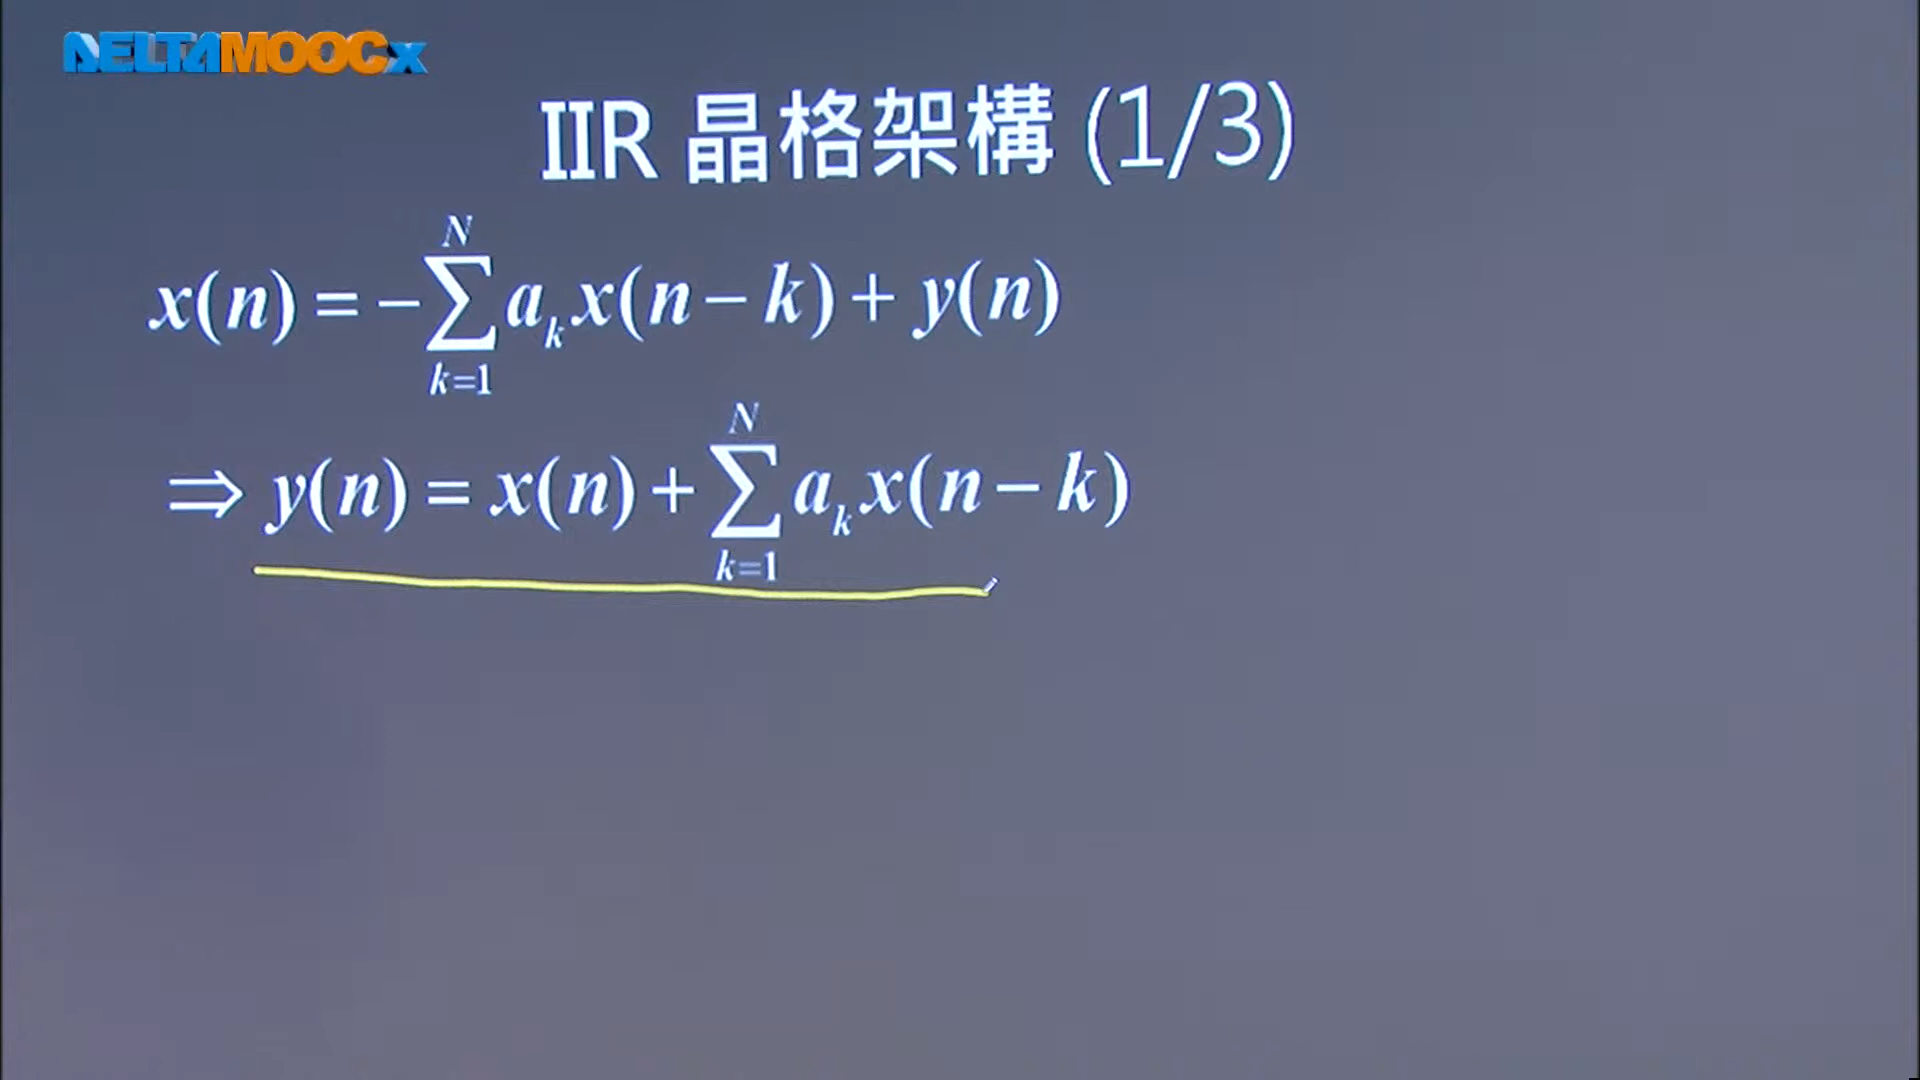 DELTAMOOCx
IIR 晶格架構 (1/3)
x(n) = -∑_{k=1}^{N} a_k x(n-k) + y(n)
⇒ y(n) = x(n) + ∑_{k=1}^{N} a_k x(n-k)